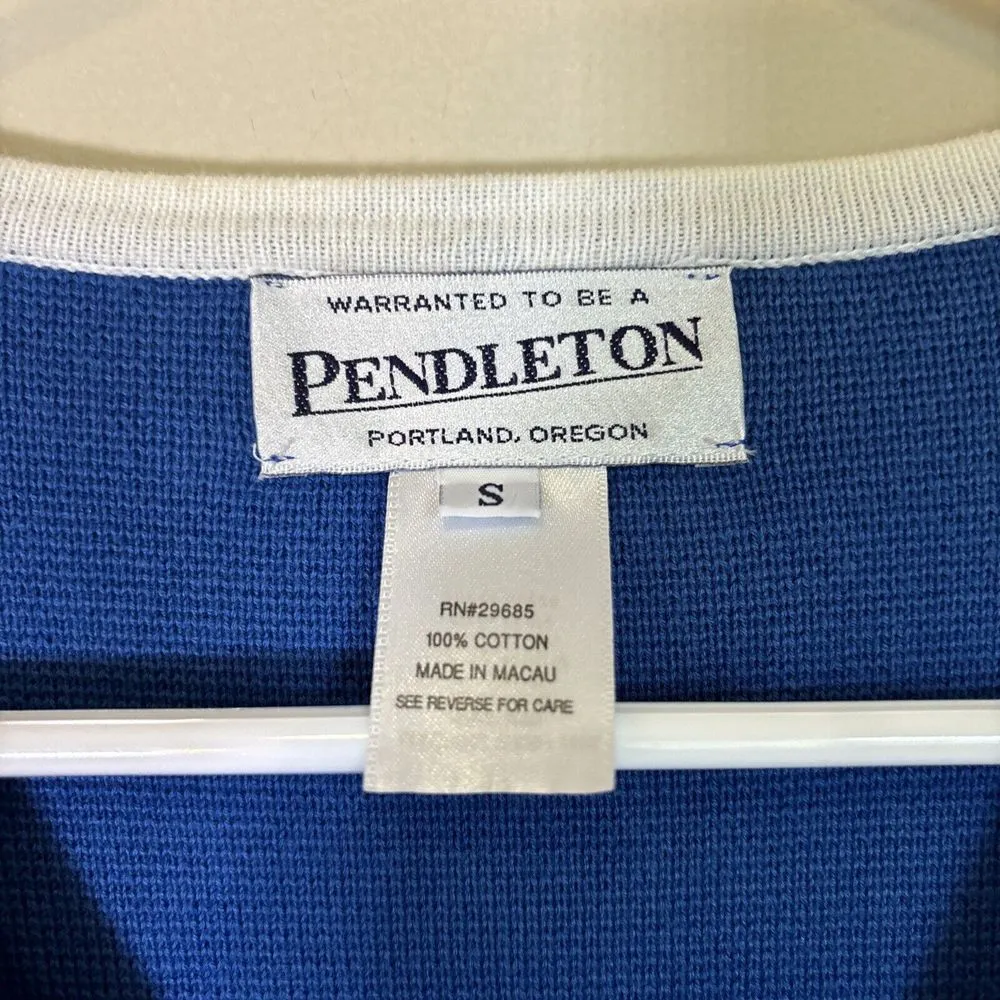 WARRANTED TO BE A
PENDLETON
PORTLAND, OREGON
S
RN#29685
100% COTTON
MADE IN MACAU
SEE REVERSE FOR CARE